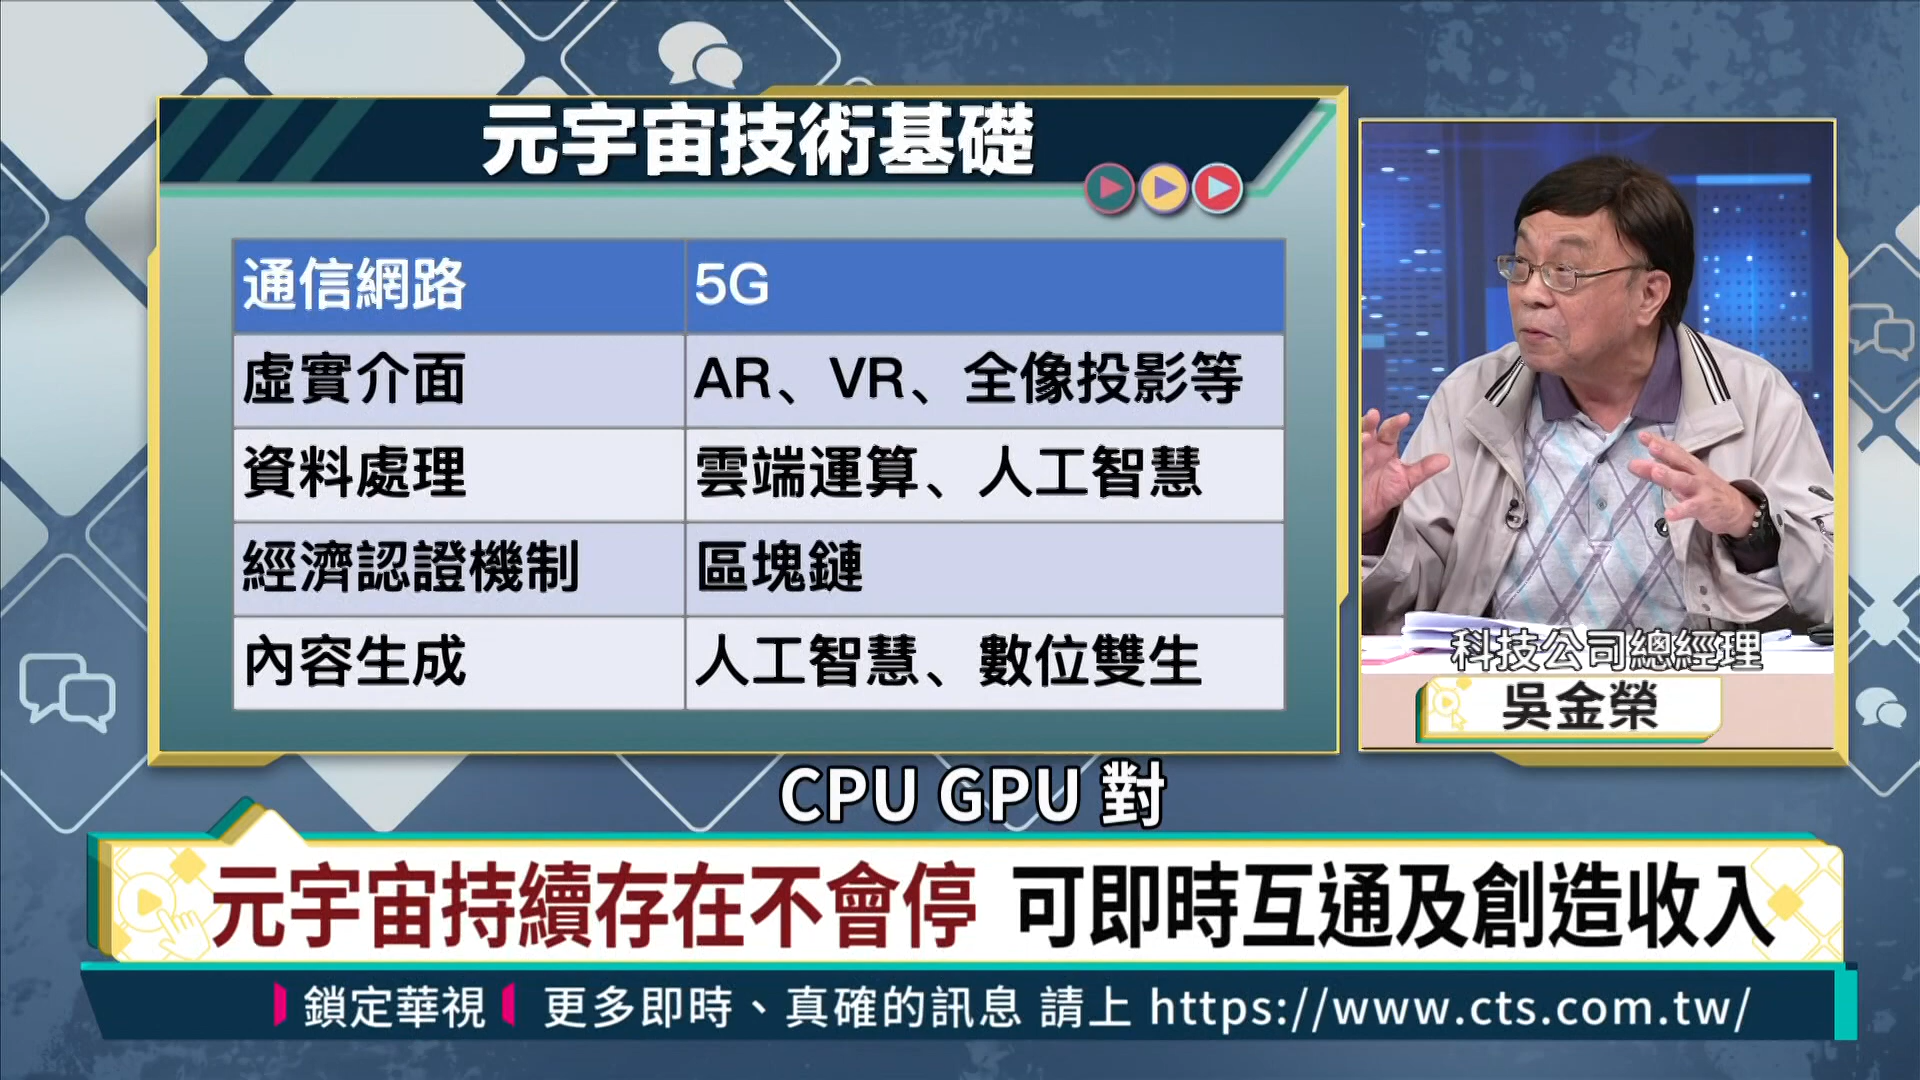 元宇宙技術基礎
通信網路 5G
虛實介面 AR、VR、全像投影等
資料處理 雲端運算、人工智慧
經濟認證機制 區塊鏈
內容生成 人工智慧、數位雙生
科技公司總經理
吳金榮
CPU GPU 對
元宇宙持續存在不會停 可即時互通及創造收入
鎖定華視 更多即時、真確的訊息 請上 https://www.cts.com.tw/